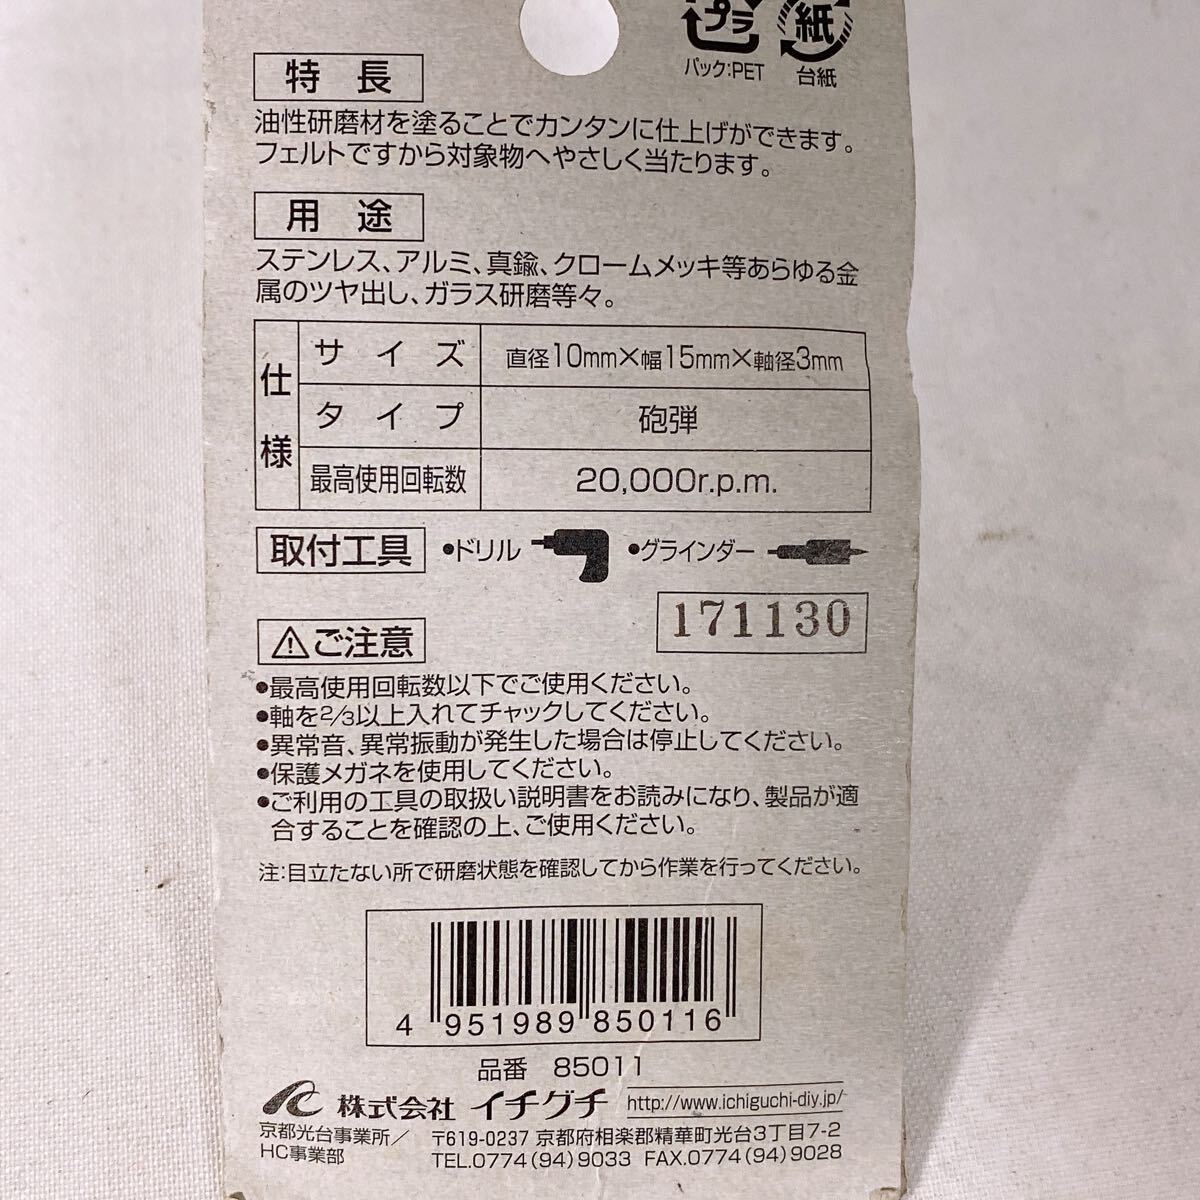 プラ
紙
パック:PET
台紙
特長
油性研磨材を塗ることでカンタンに仕上げができます。
フェルトですから対象物へやさしく当たります。
用途
ステンレス、アルミ、真鍮、クロームメッキ等あらゆる金
属のツヤ出し、ガラス研磨等々。
仕様
サイズ 直径10mm×幅15mm×軸径3mm
タイプ 砲弾
最高使用回転数 20,000r.p.m.
取付工具 •ドリル •グラインダー
171130
⚠ご注意
•最高使用回転数以下でご使用ください。
•軸を2/3以上入れてチャックしてください。
•異常音、異常振動が発生した場合は停止してください。
•保護メガネを使用してください。
•ご利用の工具の取扱い説明書をお読みになり、製品が適
合することを確認の上、ご使用ください。
注:目立たない所で研磨状態を確認してから作業を行ってください。
4 951989 850116
品番 85011
株式会社 イチグチ http://www.ichiguchi-diy.jp/
京都光台事業所/
HC事業部
〒619-0237 京都府相楽郡精華町光台3丁目7-2
TEL.0774(94)9033 FAX.0774(94)9028